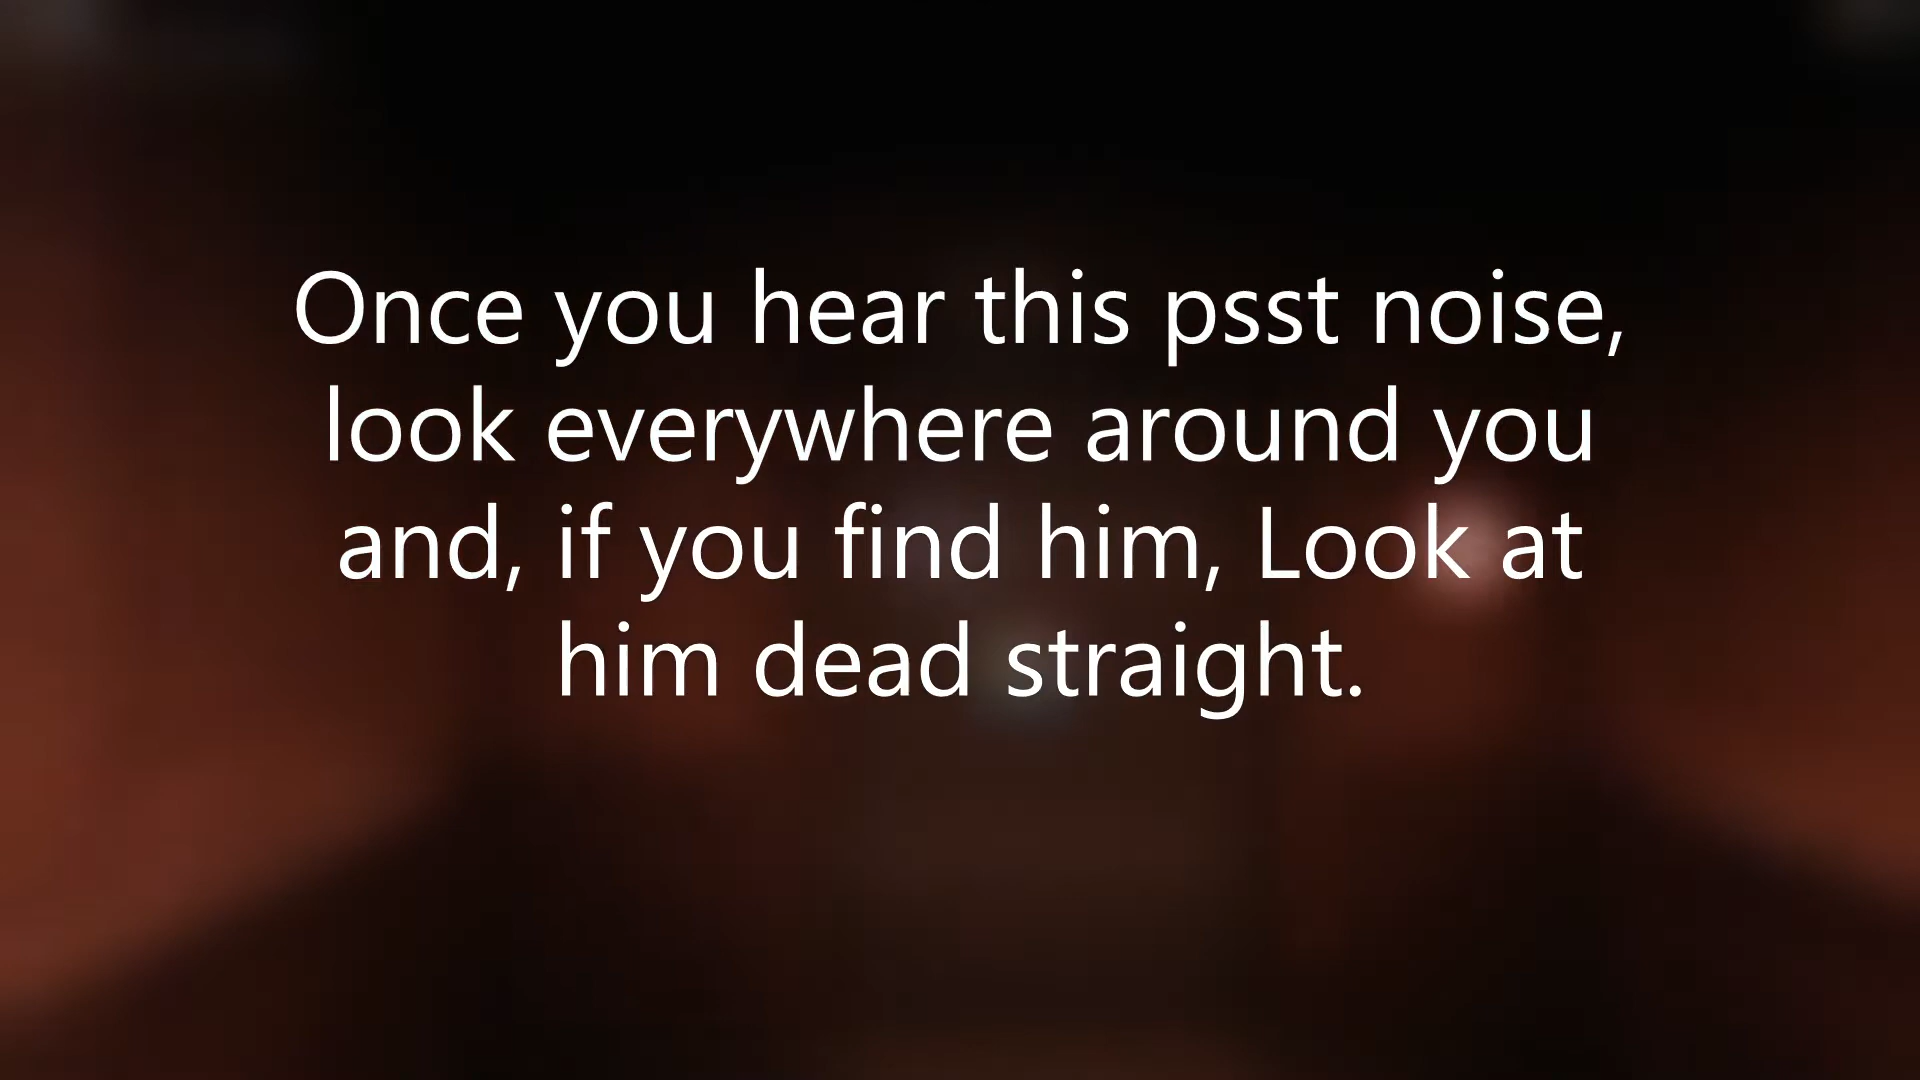 Once you hear this psst noise,
look everywhere around you
and, if you find him, Look at
him dead straight.